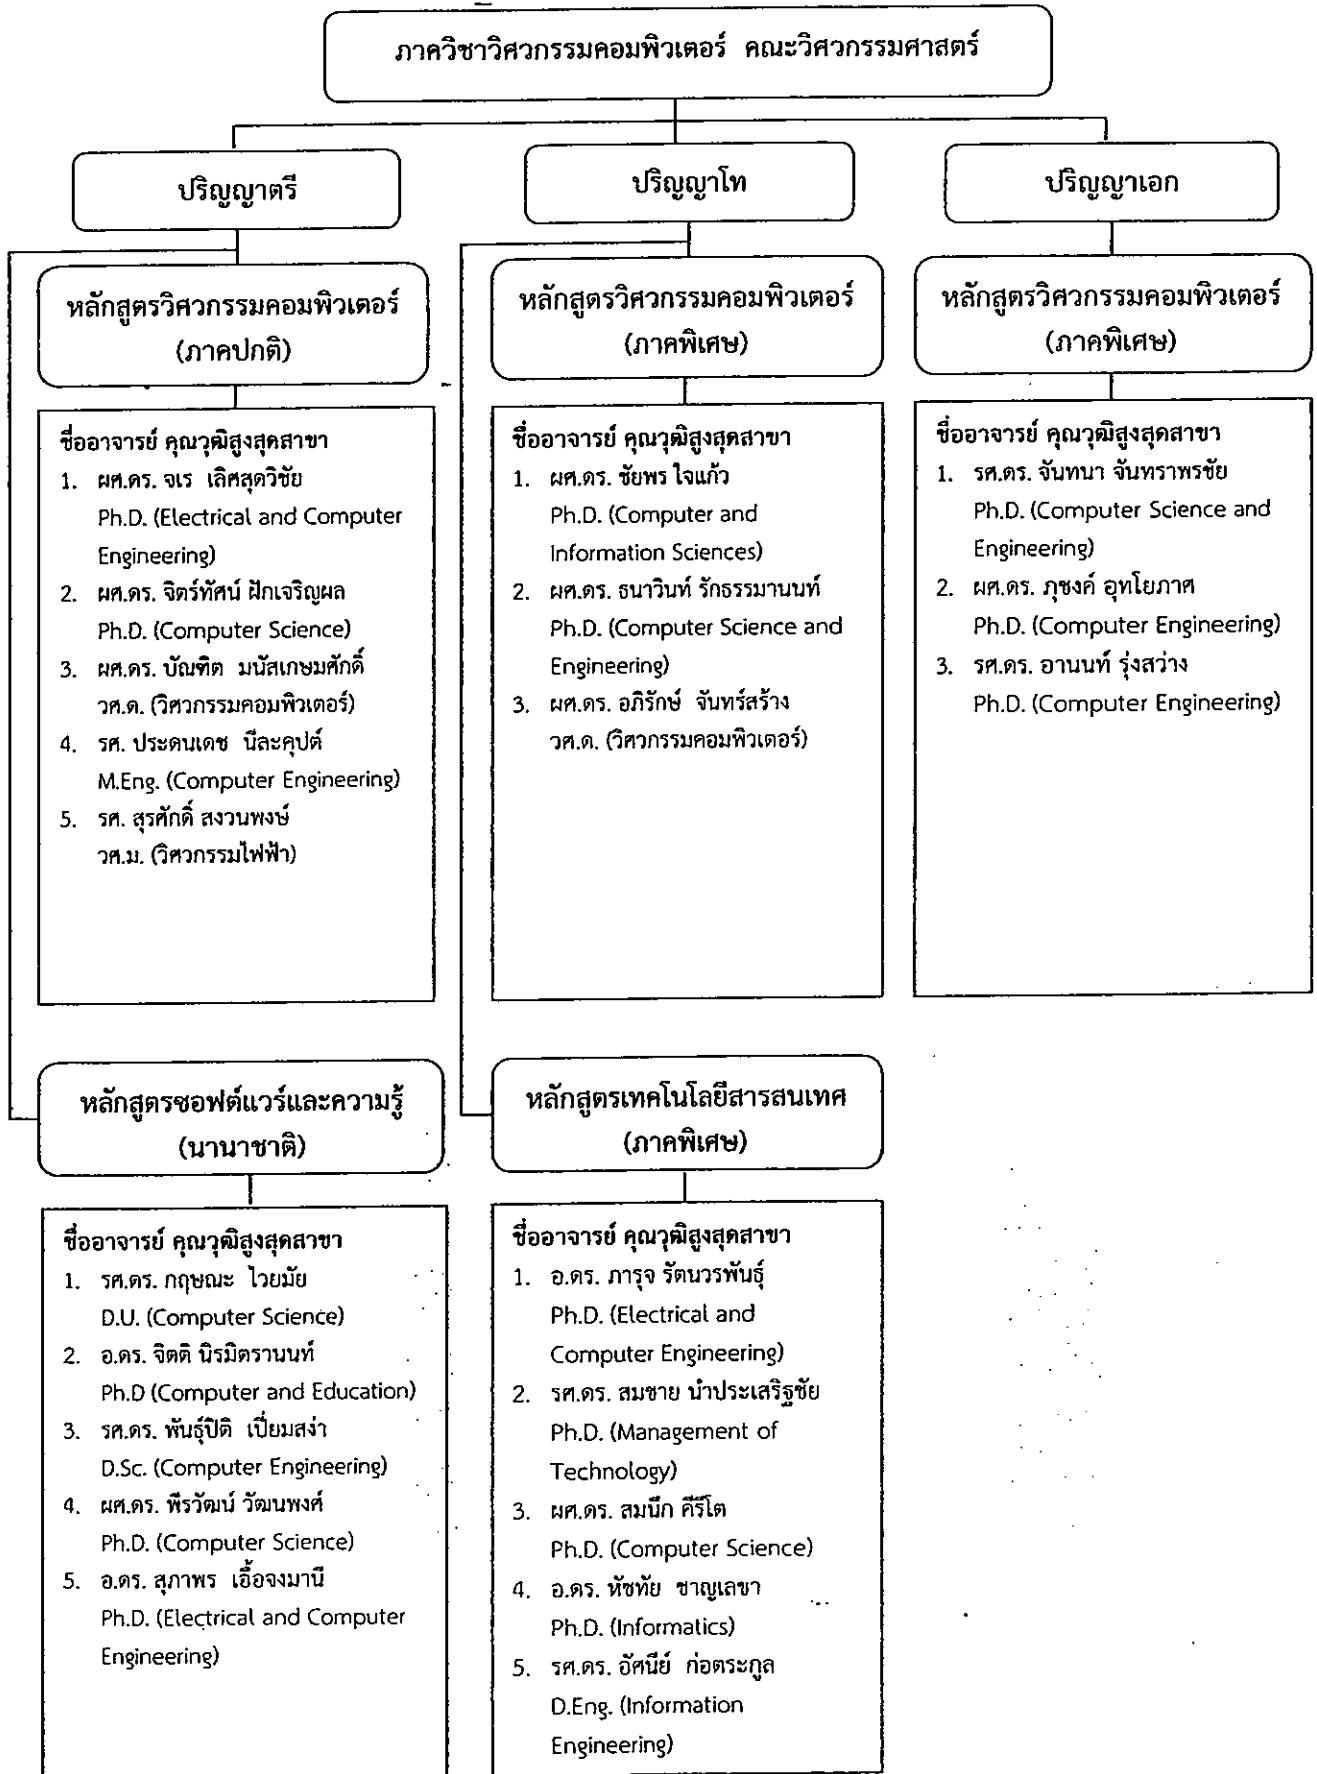 ภาควิชาวิศวกรรมคอมพิวเตอร์ คณะวิศวกรรมศาสตร์
ปริญญาตรี
ปริญญาโท
ปริญญาเอก
หลักสูตรวิศวกรรมคอมพิวเตอร์
(ภาคปกติ)
ชื่ออาจารย์ คุณวุฒิสูงสุดสาขา
1. ผศ.ดร. จเร เลิศสุดวิชัย
Ph.D. (Electrical and Computer
Engineering)
2. ผศ.ดร. จิตร์ทัศน์ ฝักเจริญผล
Ph.D. (Computer Science)
3. ผศ.ดร. บัณฑิต มนัสเกษมศักดิ์
วศ.ด. (วิศวกรรมคอมพิวเตอร์)
4. รศ. ประดนเดช นีละคุปต์
M.Eng. (Computer Engineering)
5. รศ. สุรศักดิ์ สงวนพงษ์
วศ.ม. (วิศวกรรมไฟฟ้า)
หลักสูตรวิศวกรรมคอมพิวเตอร์
(ภาคพิเศษ)
ชื่ออาจารย์ คุณวุฒิสูงสุดสาขา
1. ผศ.ดร. ชัยพร ใจแก้ว
Ph.D. (Computer and
Information Sciences)
2. ผศ.ดร. ธนาวินท์ รักธรรมานนท์
Ph.D. (Computer Science and
Engineering)
3. ผศ.ดร. อภิรักษ์ จันทร์สร้าง
วศ.ด. (วิศวกรรมคอมพิวเตอร์)
หลักสูตรวิศวกรรมคอมพิวเตอร์
(ภาคพิเศษ)
ชื่ออาจารย์ คุณวุฒิสูงสุดสาขา
1. รศ.ดร. จันทนา จันทราพรชัย
Ph.D. (Computer Science and
Engineering)
2. ผศ.ดร. ภุชงค์ อุทโยภาศ
Ph.D. (Computer Engineering)
3. รศ.ดร. อานนท์ รุ่งสว่าง
Ph.D. (Computer Engineering)
หลักสูตรซอฟต์แวร์และความรู้
(นานาชาติ)
ชื่ออาจารย์ คุณวุฒิสูงสุดสาขา
1. รศ.ดร. กฤษณะ ไวยมัย
D.U. (Computer Science)
2. อ.ดร. จิตติ นิรมิตรานนท์
Ph.D (Computer and Education)
3. รศ.ดร. พันธุ์ปิติ เปี่ยมสง่า
D.Sc. (Computer Engineering)
4. ผศ.ดร. พีรวัฒน์ วัฒนพงศ์
Ph.D. (Computer Science)
5. อ.ดร. สุภาพร เอื้อจงมานี
Ph.D. (Electrical and Computer
Engineering)
หลักสูตรเทคโนโลยีสารสนเทศ
(ภาคพิเศษ)
ชื่ออาจารย์ คุณวุฒิสูงสุดสาขา
1. อ.ดร. ภารุจ รัตนวรพันธุ์
Ph.D. (Electrical and
Computer Engineering)
2. รศ.ดร. สมชาย นำประเสริฐชัย
Ph.D. (Management of
Technology)
3. ผศ.ดร. สมนึก คีรีโต
Ph.D. (Computer Science)
4. อ.ดร. หัชทัย ชาญเลขา
Ph.D. (Informatics)
5. รศ.ดร. อัศนีย์ ก่อตระกูล
D.Eng. (Information
Engineering)